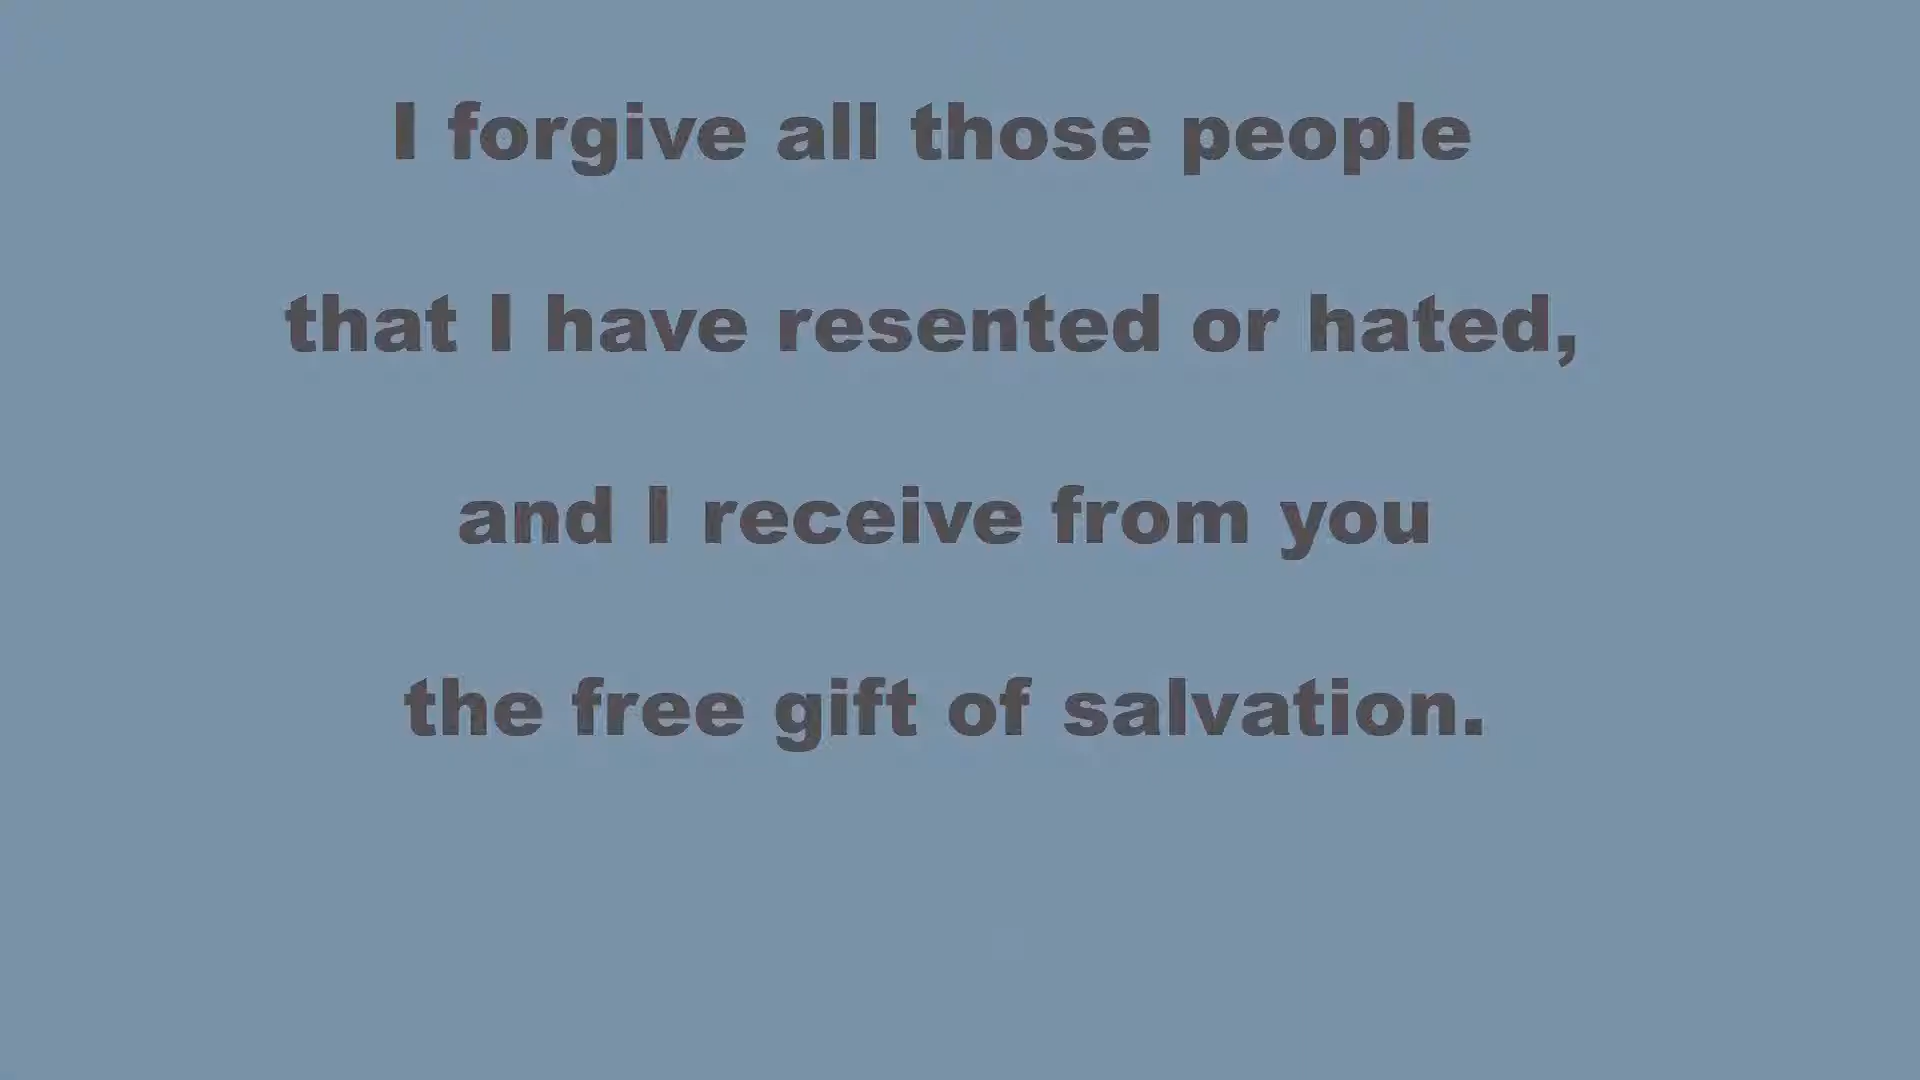 I forgive all those people
that I have resented or hated,
and I receive from you
the free gift of salvation.